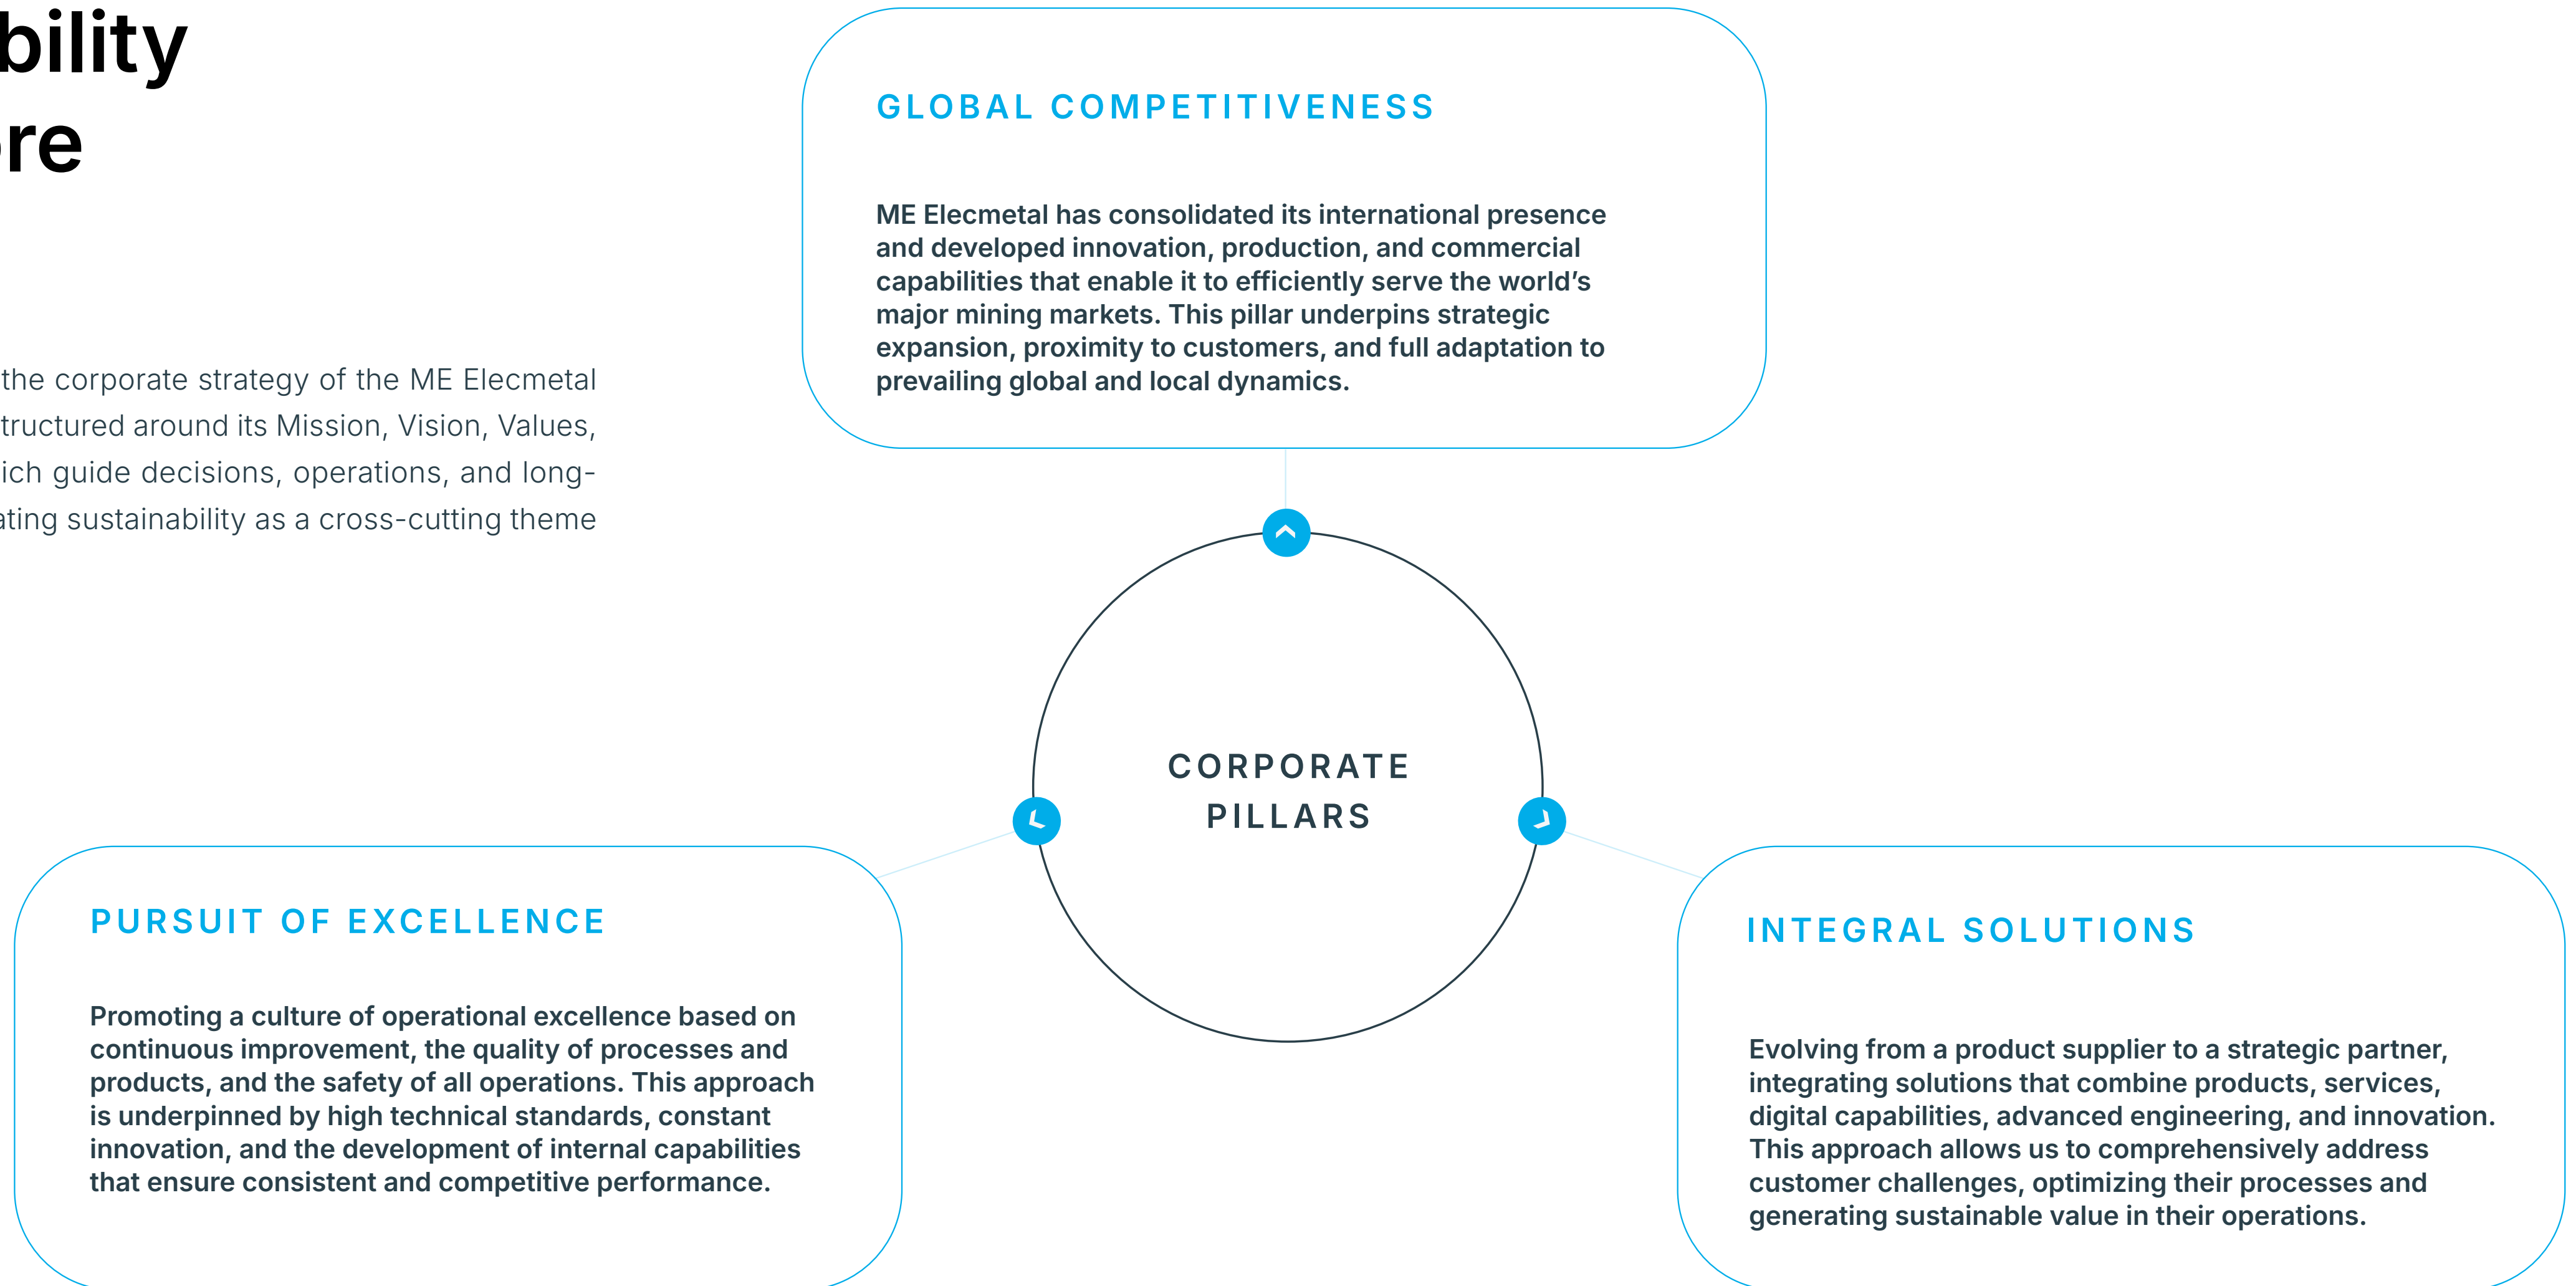 bility
re
the corporate strategy of the ME Elecmetal
tructured around its Mission, Vision, Values,
ich guide decisions, operations, and long-
ating sustainability as a cross-cutting theme
GLOBAL COMPETITIVENESS
ME Elecmetal has consolidated its international presence
and developed innovation, production, and commercial
capabilities that enable it to efficiently serve the world’s
major mining markets. This pillar underpins strategic
expansion, proximity to customers, and full adaptation to
prevailing global and local dynamics.
CORPORATE
PILLARS
PURSUIT OF EXCELLENCE
Promoting a culture of operational excellence based on
continuous improvement, the quality of processes and
products, and the safety of all operations. This approach
is underpinned by high technical standards, constant
innovation, and the development of internal capabilities
that ensure consistent and competitive performance.
INTEGRAL SOLUTIONS
Evolving from a product supplier to a strategic partner,
integrating solutions that combine products, services,
digital capabilities, advanced engineering, and innovation.
This approach allows us to comprehensively address
customer challenges, optimizing their processes and
generating sustainable value in their operations.